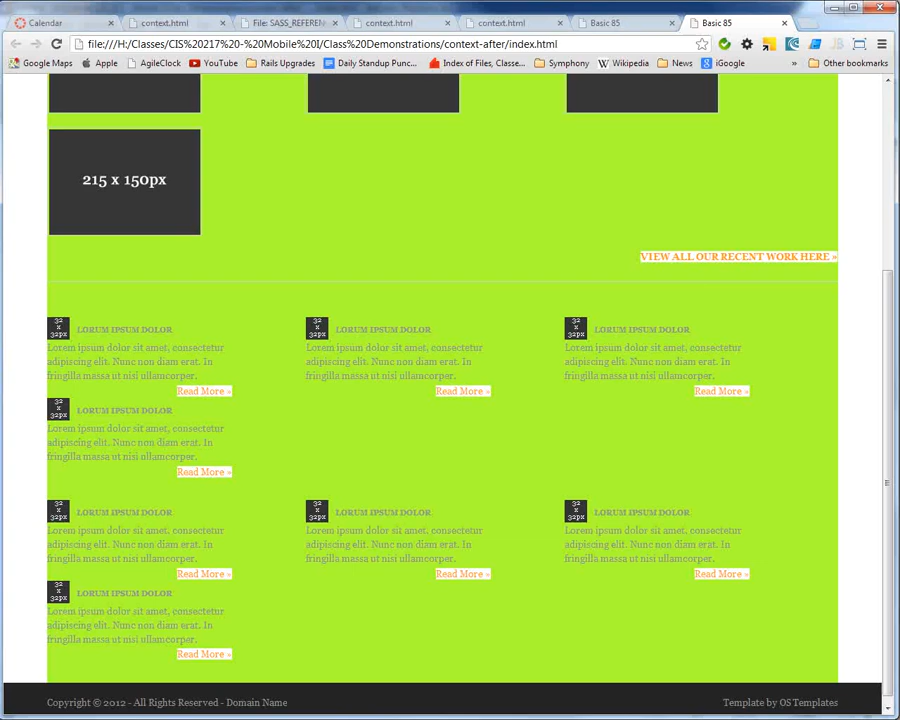 Calendar
context.html
File: SASS_REFEREN
context.html
context.html
Basic 85
Basic 85
file:///H:/Classes/CIS%20217%20-%20Mobile%20I/Class%20Demonstrations/context-after/index.html
Google Maps Apple AgileClock YouTube Rails Upgrades Daily Standup Punc... Index of Files, Classe... Symphony Wikipedia News iGoogle » Other bookmarks
215 x 150px
VIEW ALL OUR RECENT WORK HERE »
32 x 32px
LORUM IPSUM DOLOR
Lorem ipsum dolor sit amet, consectetur
adipiscing elit. Nunc non diam erat. In
fringilla massa ut nisi ullamcorper.
Read More »
32 x 32px
LORUM IPSUM DOLOR
Lorem ipsum dolor sit amet, consectetur
adipiscing elit. Nunc non diam erat. In
fringilla massa ut nisi ullamcorper.
Read More »
32 x 32px
LORUM IPSUM DOLOR
Lorem ipsum dolor sit amet, consectetur
adipiscing elit. Nunc non diam erat. In
fringilla massa ut nisi ullamcorper.
Read More »
32 x 32px
LORUM IPSUM DOLOR
Lorem ipsum dolor sit amet, consectetur
adipiscing elit. Nunc non diam erat. In
fringilla massa ut nisi ullamcorper.
Read More »
32 x 32px
LORUM IPSUM DOLOR
Lorem ipsum dolor sit amet, consectetur
adipiscing elit. Nunc non diam erat. In
fringilla massa ut nisi ullamcorper.
Read More »
32 x 32px
LORUM IPSUM DOLOR
Lorem ipsum dolor sit amet, consectetur
adipiscing elit. Nunc non diam erat. In
fringilla massa ut nisi ullamcorper.
Read More »
32 x 32px
LORUM IPSUM DOLOR
Lorem ipsum dolor sit amet, consectetur
adipiscing elit. Nunc non diam erat. In
fringilla massa ut nisi ullamcorper.
Read More »
32 x 32px
LORUM IPSUM DOLOR
Lorem ipsum dolor sit amet, consectetur
adipiscing elit. Nunc non diam erat. In
fringilla massa ut nisi ullamcorper.
Read More »
Copyright © 2012 - All Rights Reserved - Domain Name
Template by OS Templates